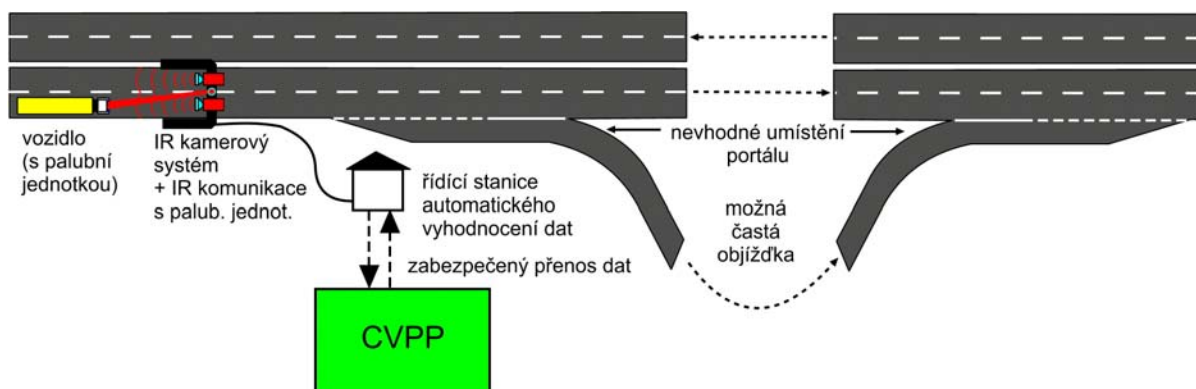 vozidlo
(s palubní
jednotkou)
IR kamerový
systém
+ IR komunikace
s palub. jednot.
řídící stanice
automatického
vyhodnocení dat
zabezpečený přenos dat
CVPP
nevhodné umístění
portálu
možná
častá
objížďka